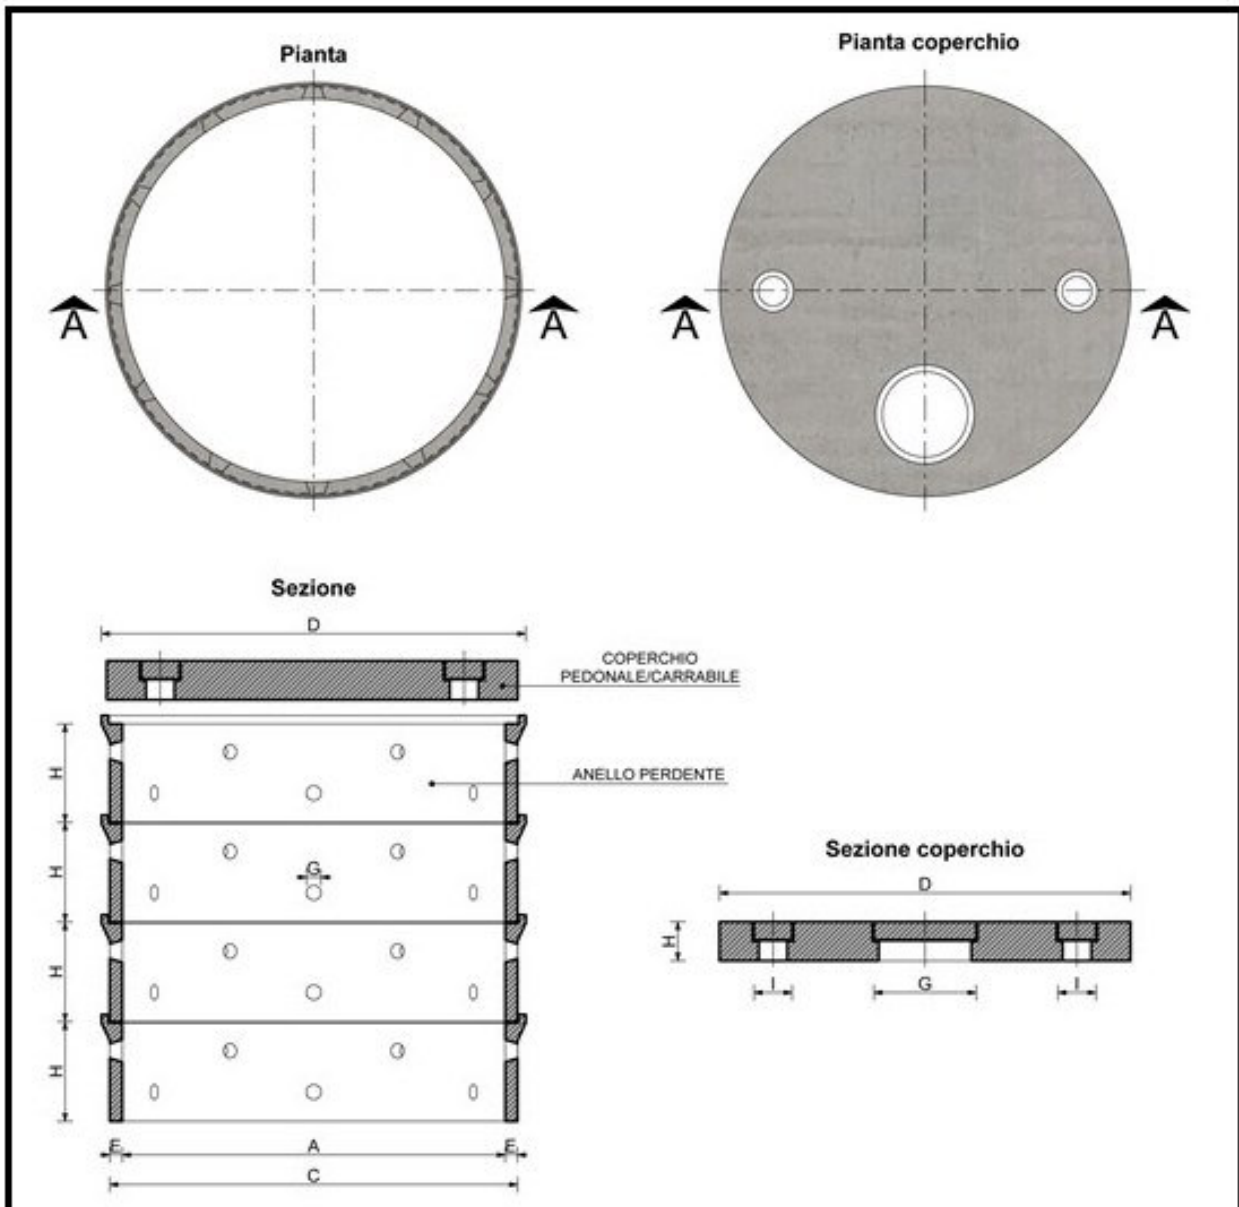 Pianta
Pianta coperchio
A
A
A
A
Sezione
D
COPERCHIO
PEDONALE/CARRABILE
H
ANELLO PERDENTE
H
G
H
H
E
A
E
C
Sezione coperchio
D
H
I
G
I